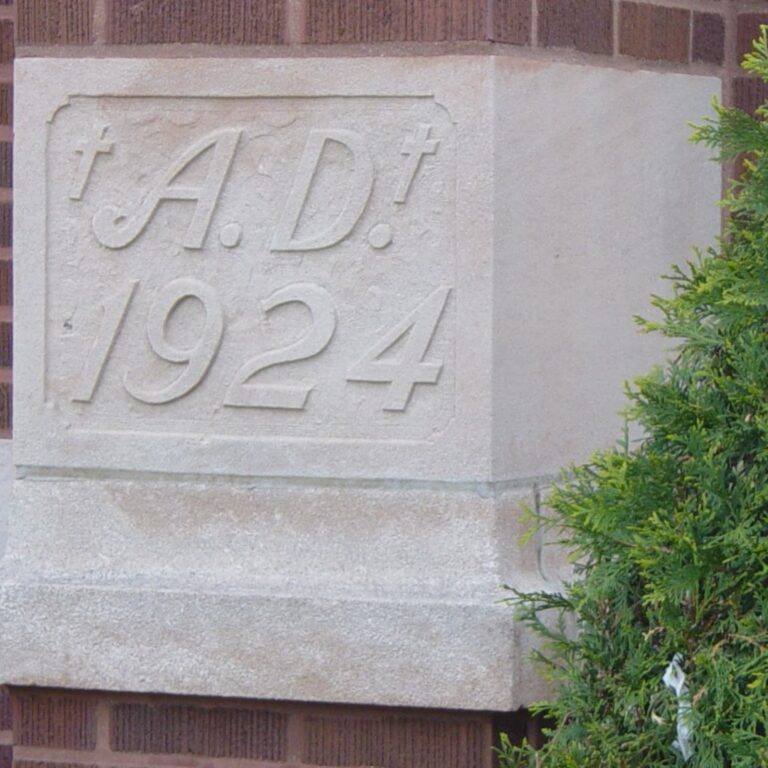 † A. D. †
1924